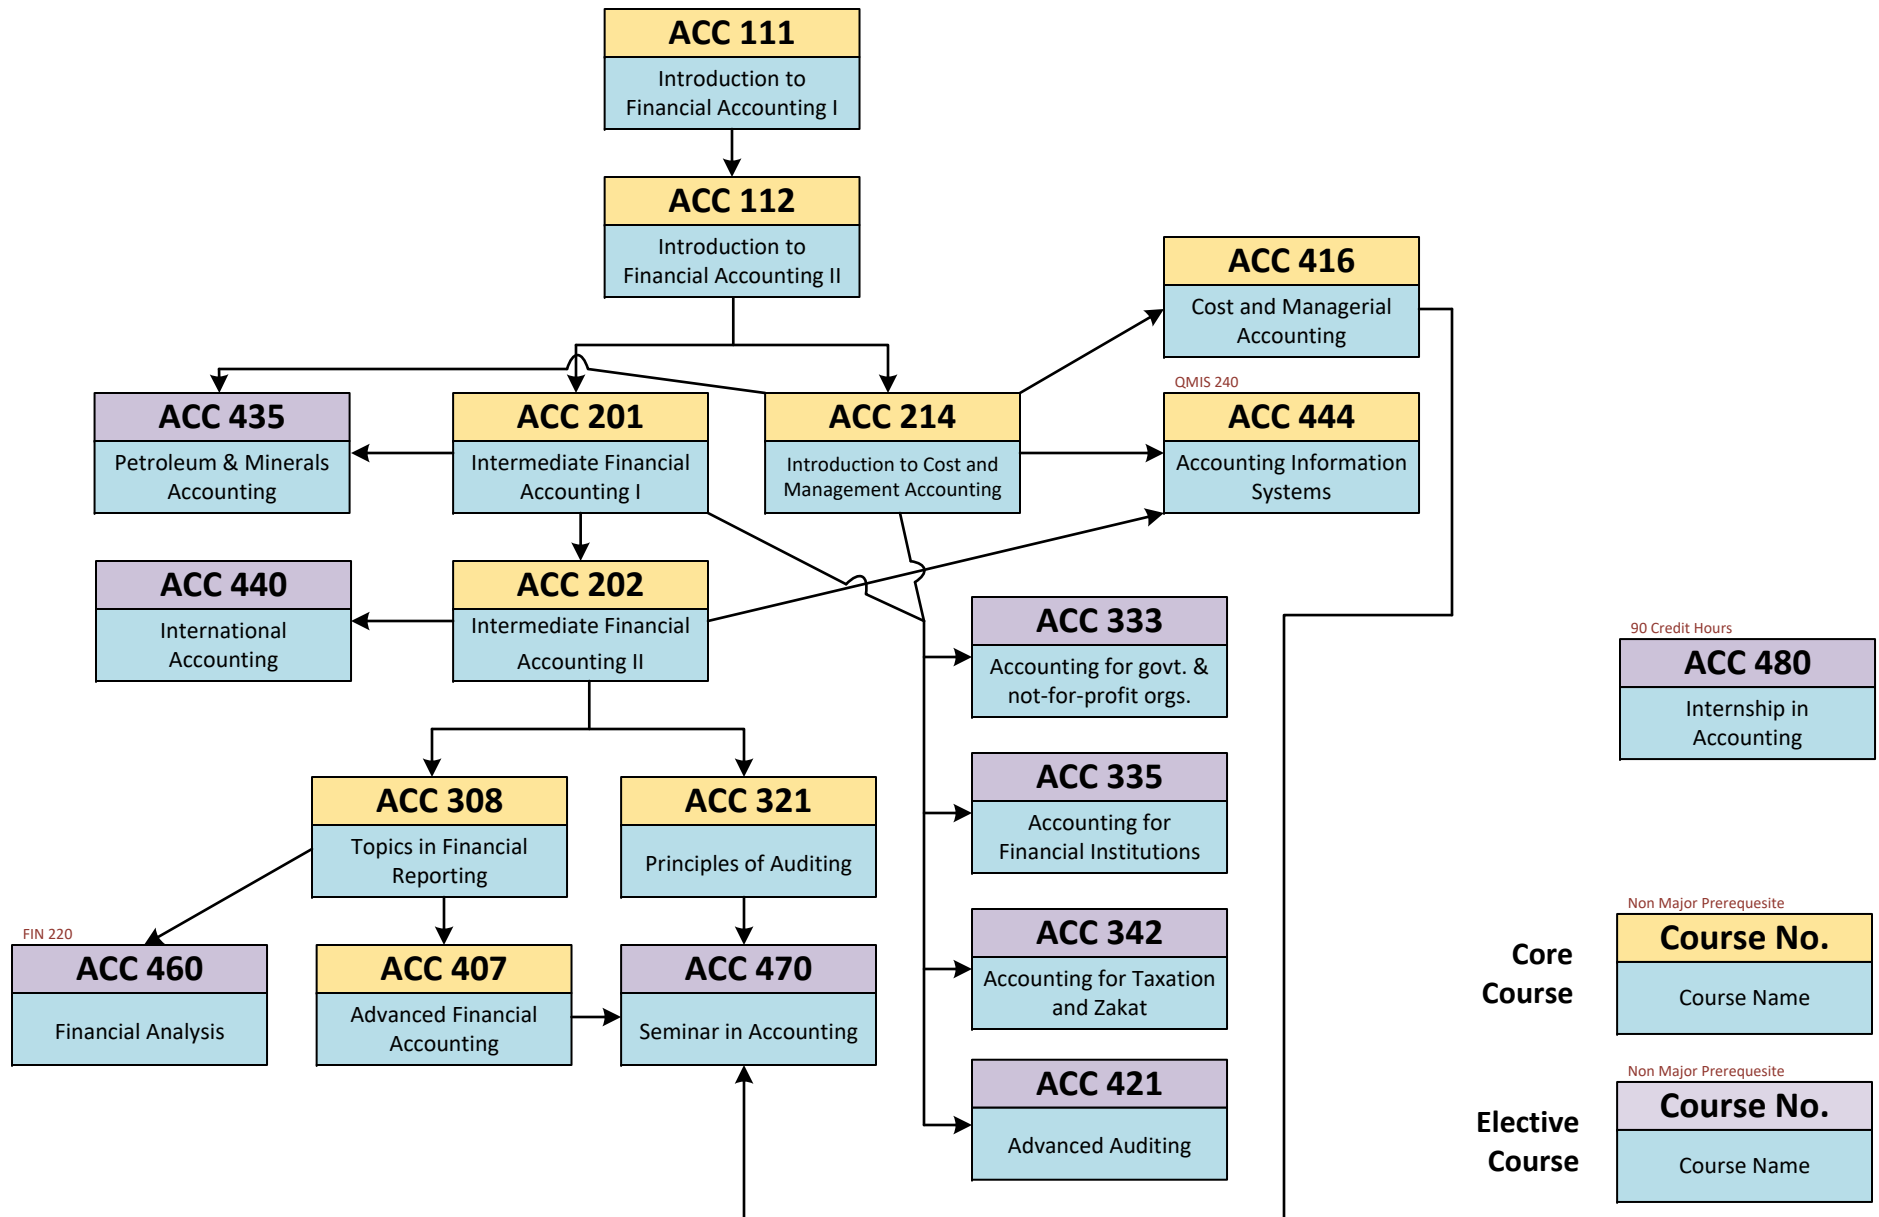 ACC 111
Introduction to
Financial Accounting I
ACC 112
Introduction to
Financial Accounting II
ACC 416
Cost and Managerial
Accounting
ACC 435
Petroleum & Minerals
Accounting
ACC 201
Intermediate Financial
Accounting I
ACC 214
Introduction to Cost and
Management Accounting
QMIS 240
ACC 444
Accounting Information
Systems
ACC 440
International
Accounting
ACC 202
Intermediate Financial
Accounting II
ACC 333
Accounting for govt. &
not-for-profit orgs.
90 Credit Hours
ACC 480
Internship in
Accounting
ACC 308
Topics in Financial
Reporting
ACC 321
Principles of Auditing
ACC 335
Accounting for
Financial Institutions
FIN 220
ACC 460
Financial Analysis
ACC 407
Advanced Financial
Accounting
ACC 470
Seminar in Accounting
ACC 342
Accounting for Taxation
and Zakat
ACC 421
Advanced Auditing
Core
Course
Non Major Prerequesite
Course No.
Course Name
Elective
Course
Non Major Prerequesite
Course No.
Course Name